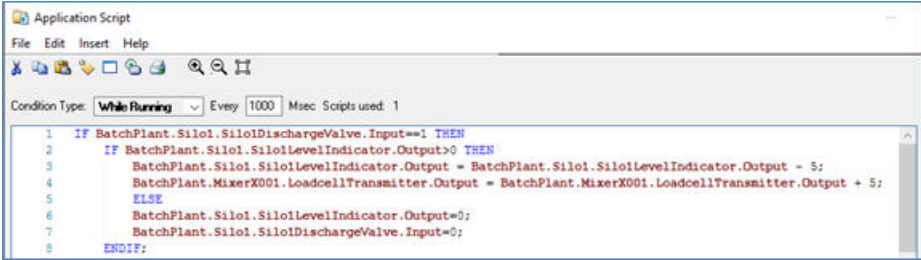 Application Script
File Edit Insert Help
Condition Type: While Running Every 1000 Msec Scripts used: 1
1 IF BatchPlant.Silo1.Silo1DischargeValve.Input==1 THEN
2 IF BatchPlant.Silo1.Silo1LevelIndicator.Output>0 THEN
3 BatchPlant.Silo1.Silo1LevelIndicator.Output = BatchPlant.Silo1.Silo1LevelIndicator.Output - 5;
4 BatchPlant.MixerX001.LoadcellTransmitter.Output = BatchPlant.MixerX001.LoadcellTransmitter.Output + 5;
5 ELSE
6 BatchPlant.Silo1.Silo1LevelIndicator.Output=0;
7 BatchPlant.Silo1.Silo1DischargeValve.Input=0;
8 ENDIF;